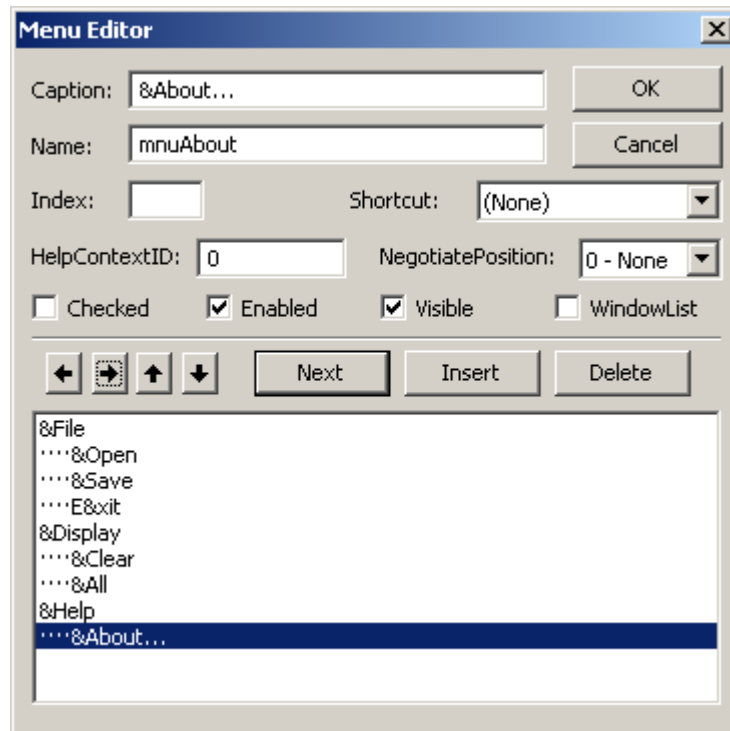 Menu Editor
Caption: &About...
OK
Name: mnuAbout
Cancel
Index:
Shortcut: (None)
HelpContextID: 0
NegotiatePosition: 0 - None
Checked
Enabled
Visible
WindowList
Next
Insert
Delete
&File
····&Open
····&Save
····E&xit
&Display
····&Clear
····&All
&Help
····&About...